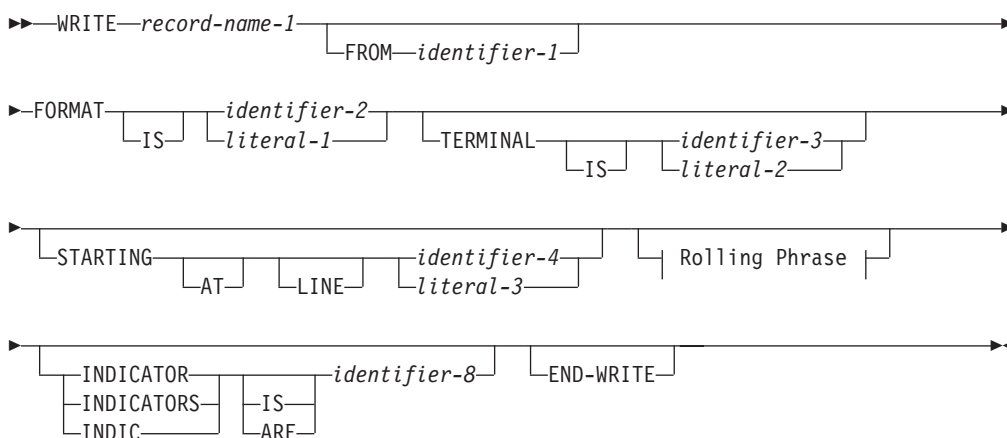 WRITE record-name-1
FROM identifier-1
FORMAT identifier-2 identifier-3
IS literal-1 TERMINAL IS literal-2
STARTING identifier-4 Rolling Phrase
AT LINE literal-3
INDICATOR identifier-8 END-WRITE
INDICATORS IS
INDIC ARE